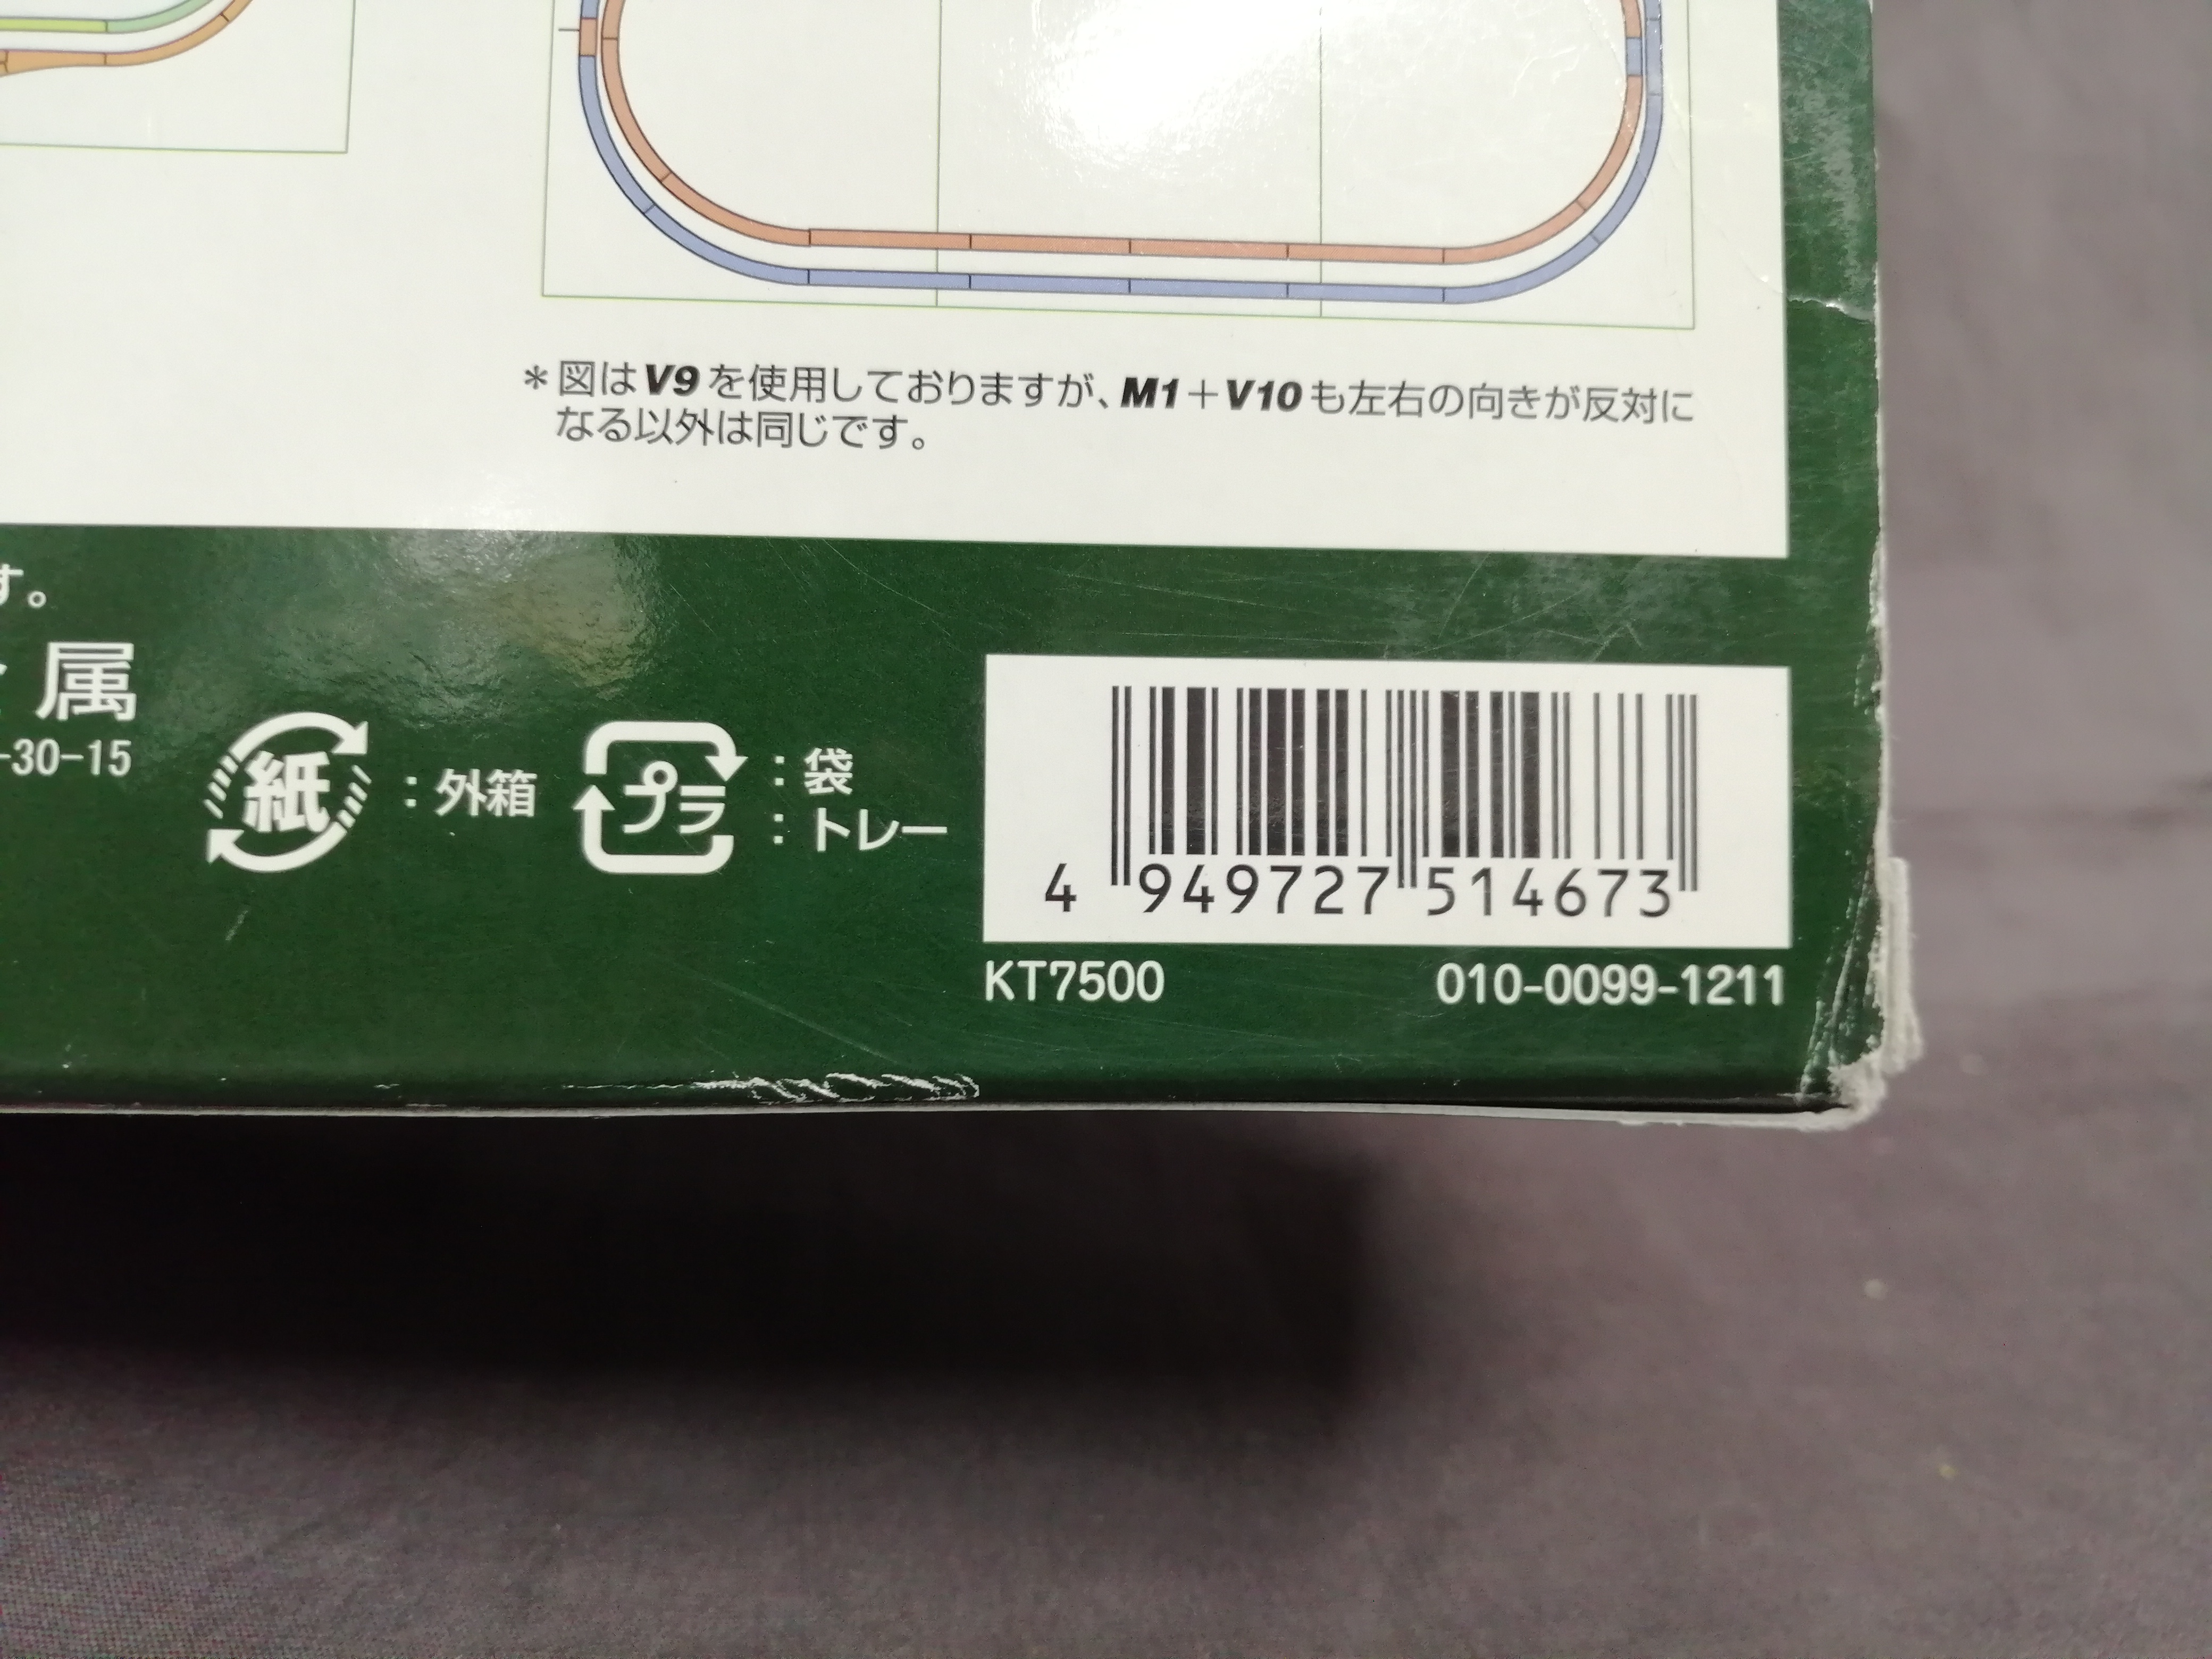 ＊図はV9を使用しておりますが、M1＋V10も左右の向きが反対に
なる以外は同じです。
す。
属
-30-15
紙：外箱
プラ：袋
：トレー
4 949727 514673
KT7500 010-0099-1211